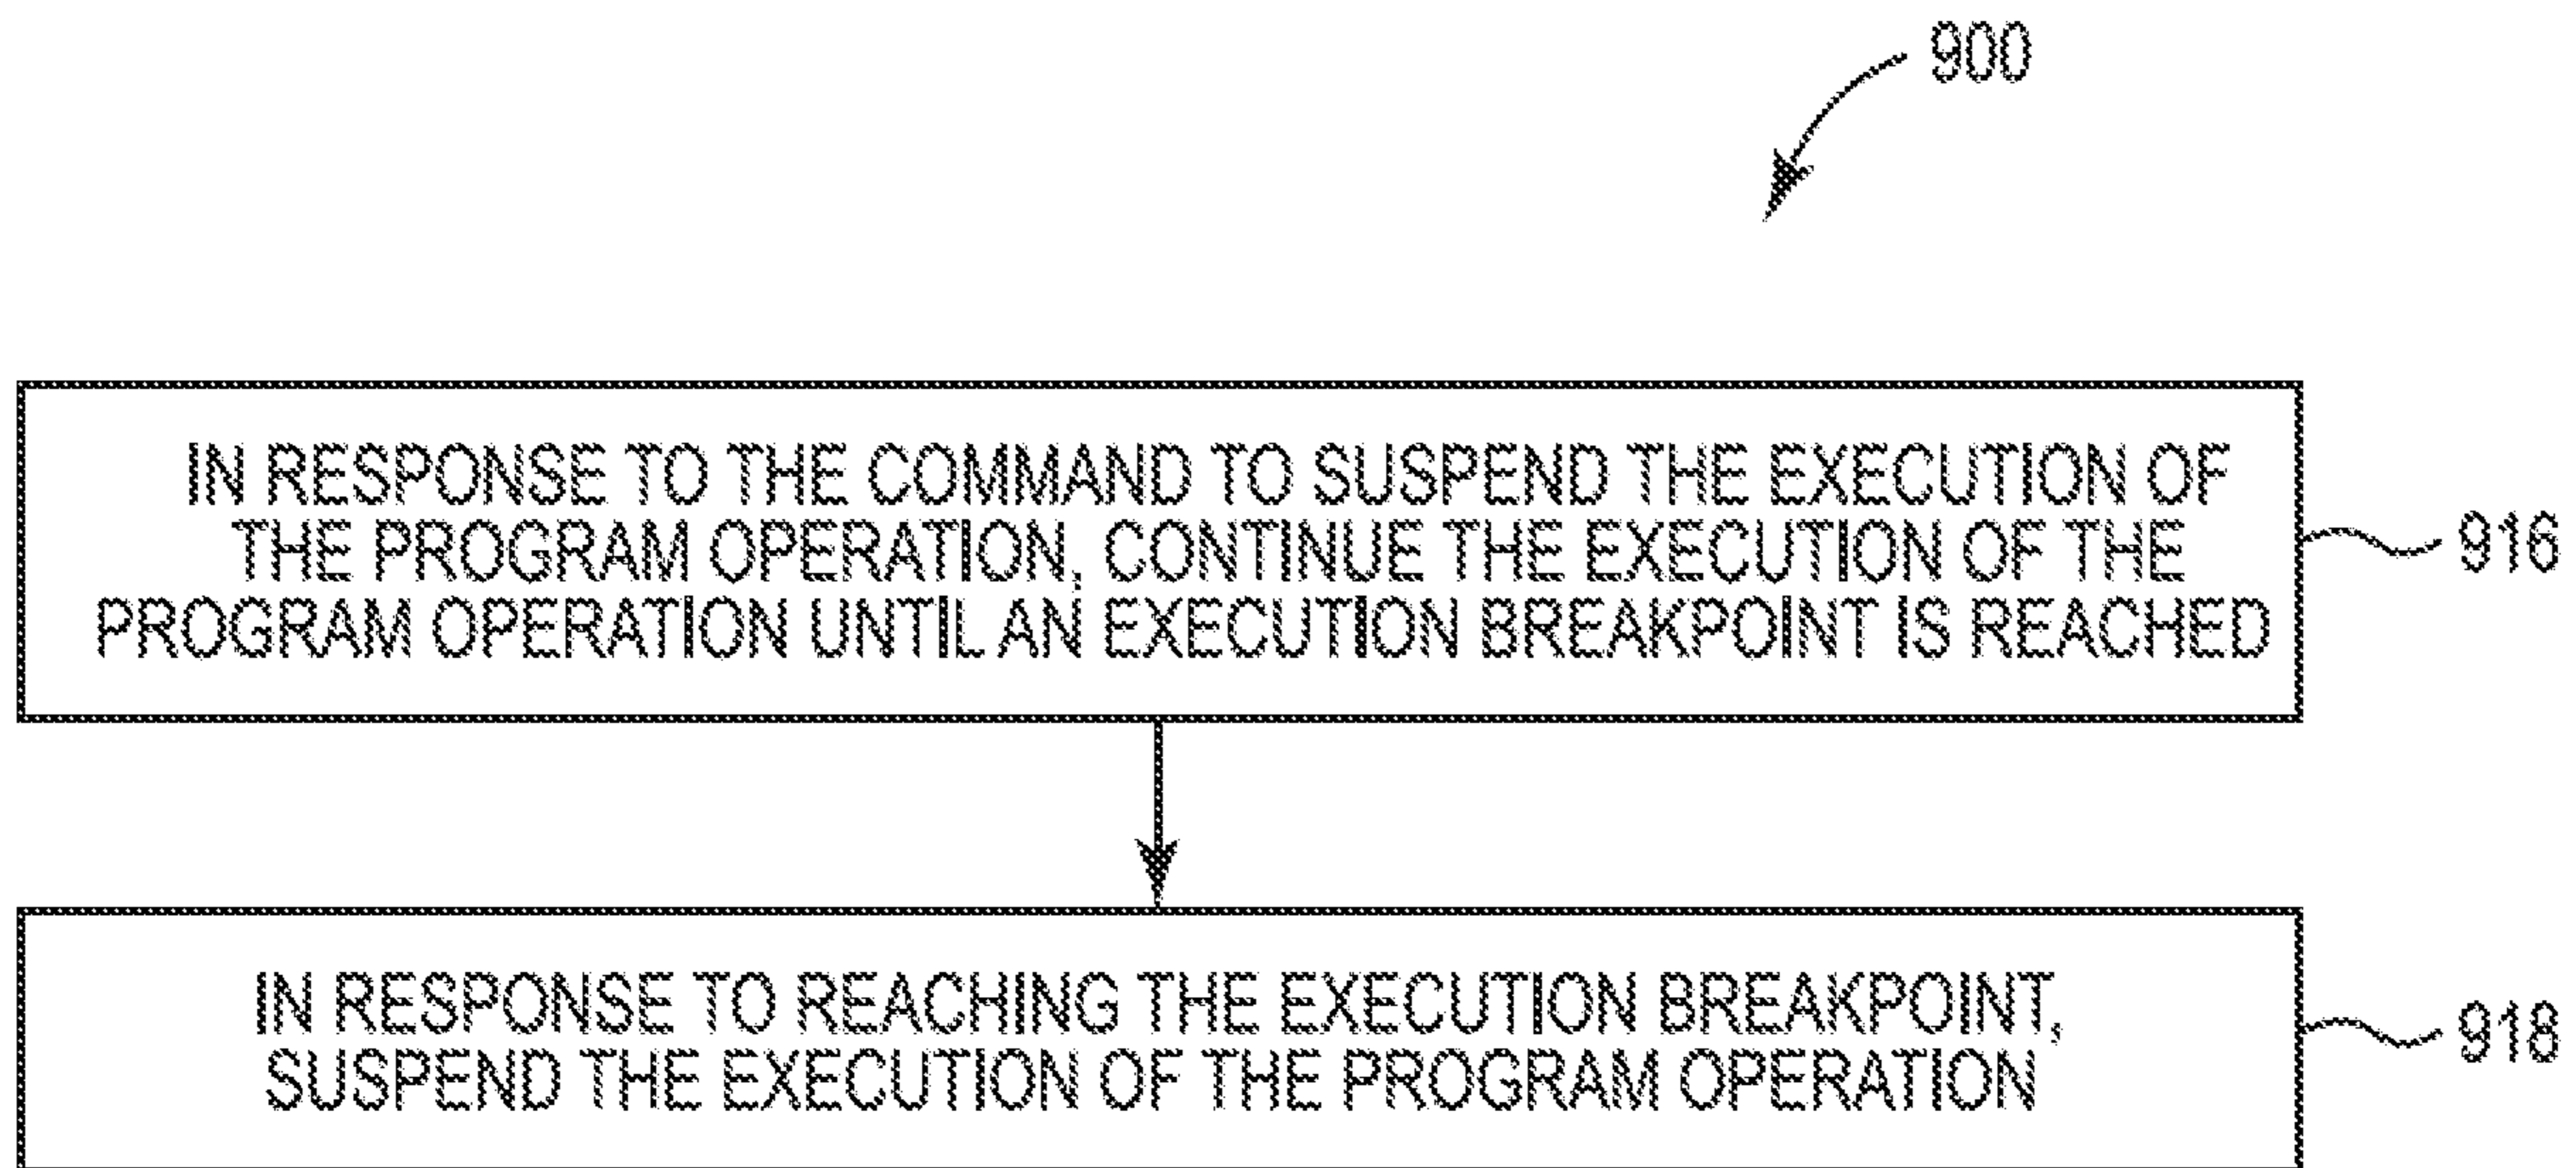 900
IN RESPONSE TO THE COMMAND TO SUSPEND THE EXECUTION OF
THE PROGRAM OPERATION, CONTINUE THE EXECUTION OF THE
PROGRAM OPERATION UNTIL AN EXECUTION BREAKPOINT IS REACHED
916
IN RESPONSE TO REACHING THE EXECUTION BREAKPOINT,
SUSPEND THE EXECUTION OF THE PROGRAM OPERATION
918